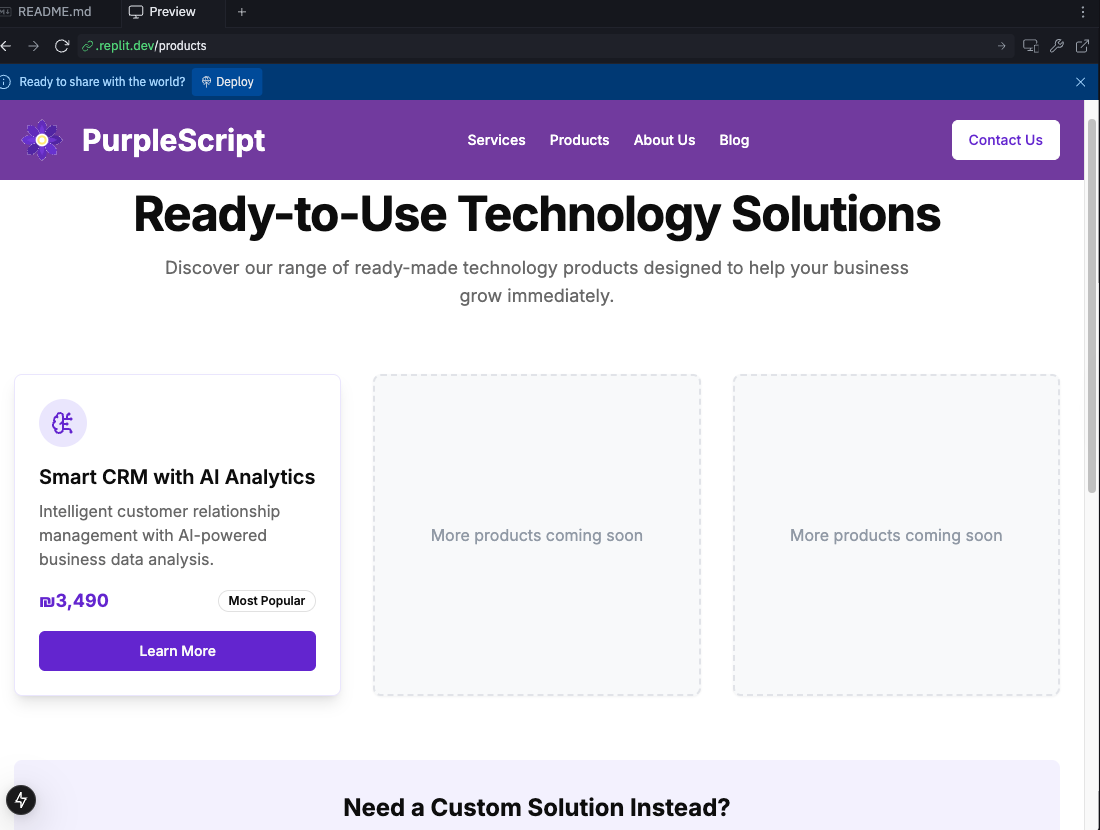 README.md
Preview
.replit.dev/products
Ready to share with the world?
Deploy
PurpleScript
Services
Products
About Us
Blog
Contact Us
Ready-to-Use Technology Solutions
Discover our range of ready-made technology products designed to help your business
grow immediately.
Smart CRM with AI Analytics
Intelligent customer relationship
management with AI-powered
business data analysis.
₪3,490
Most Popular
Learn More
More products coming soon
More products coming soon
Need a Custom Solution Instead?